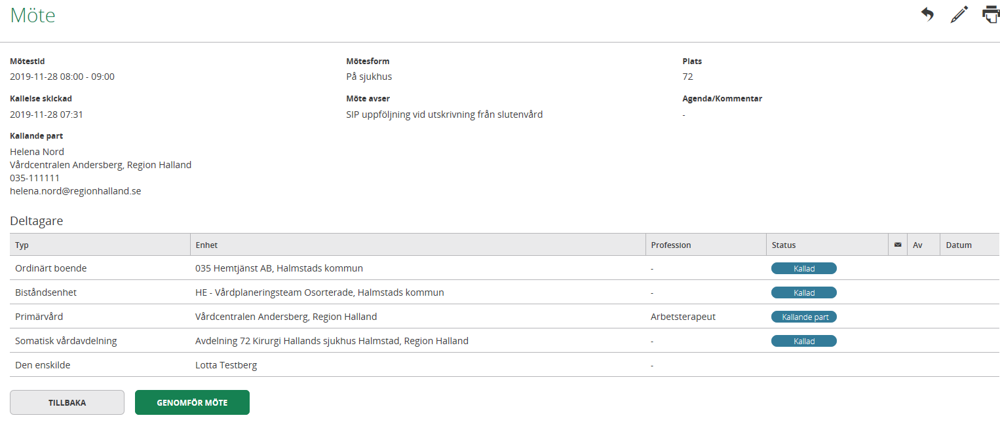 Möte
Mötestid Mötesform Plats
2019-11-28 08:00 - 09:00 På sjukhus 72
Kallelse skickad Möte avser Agenda/Kommentar
2019-11-28 07:31 SIP uppföljning vid utskrivning från slutenvård -
Kallande part
Helena Nord
Vårdcentralen Andersberg, Region Halland
035-111111
helena.nord@regionhalland.se
Deltagare
Typ Enhet Profession Status Av Datum
Ordinärt boende 035 Hemtjänst AB, Halmstads kommun - Kallad
Biståndsenhet HE - Vårdplaneringsteam Osorterade, Halmstads kommun - Kallad
Primärvård Vårdcentralen Andersberg, Region Halland Arbetsterapeut Kallande part
Somatisk vårdavdelning Avdelning 72 Kirurgi Hallands sjukhus Halmstad, Region Halland - Kallad
Den enskilde Lotta Testberg -
TILLBAKA GENOMFÖR MÖTE